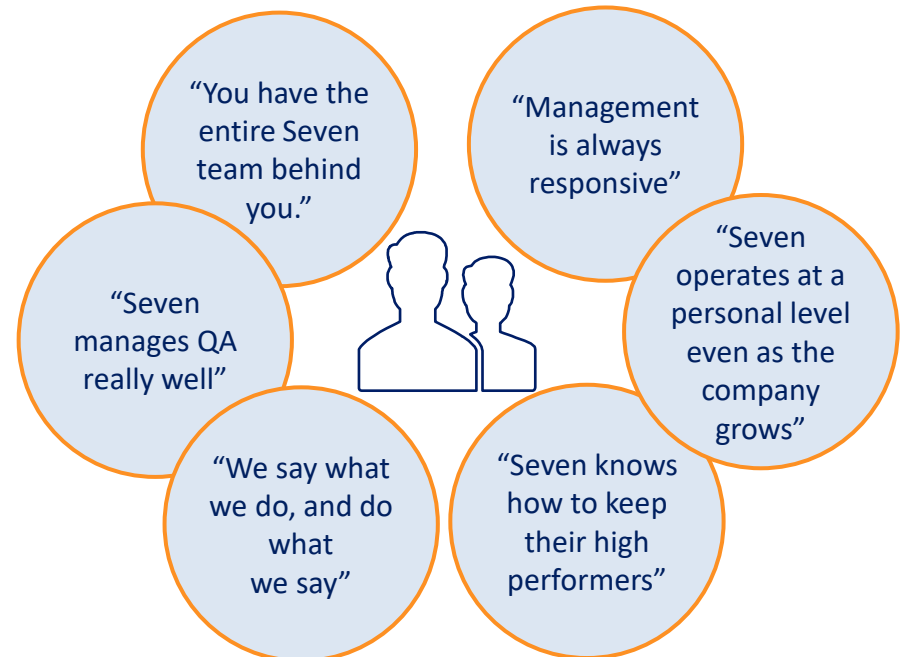 “You have the
entire Seven
team behind
you.”
“Management
is always
responsive”
“Seven
manages QA
really well”
“Seven
operates at a
personal level
even as the
company
grows”
“We say what
we do, and do
what
we say”
“Seven knows
how to keep
their high
performers”